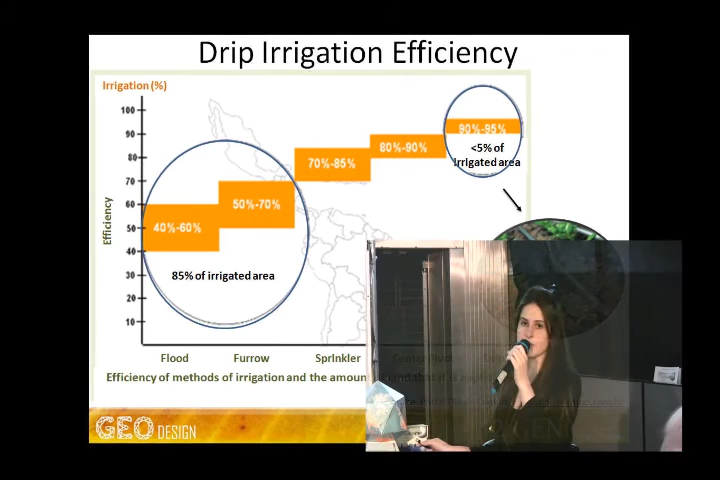 Drip Irrigation Efficiency
Irrigation (%)
100
90
80
70
60
50
40
30
20
10
Efficiency
40%-60%
50%-70%
70%-85%
80%-90%
90%-95%
<5% of
Irrigated area
85% of irrigated area
Flood
Furrow
Sprinkler
Center Pivot
Efficiency of methods of irrigation and the amount
GEO DESIGN